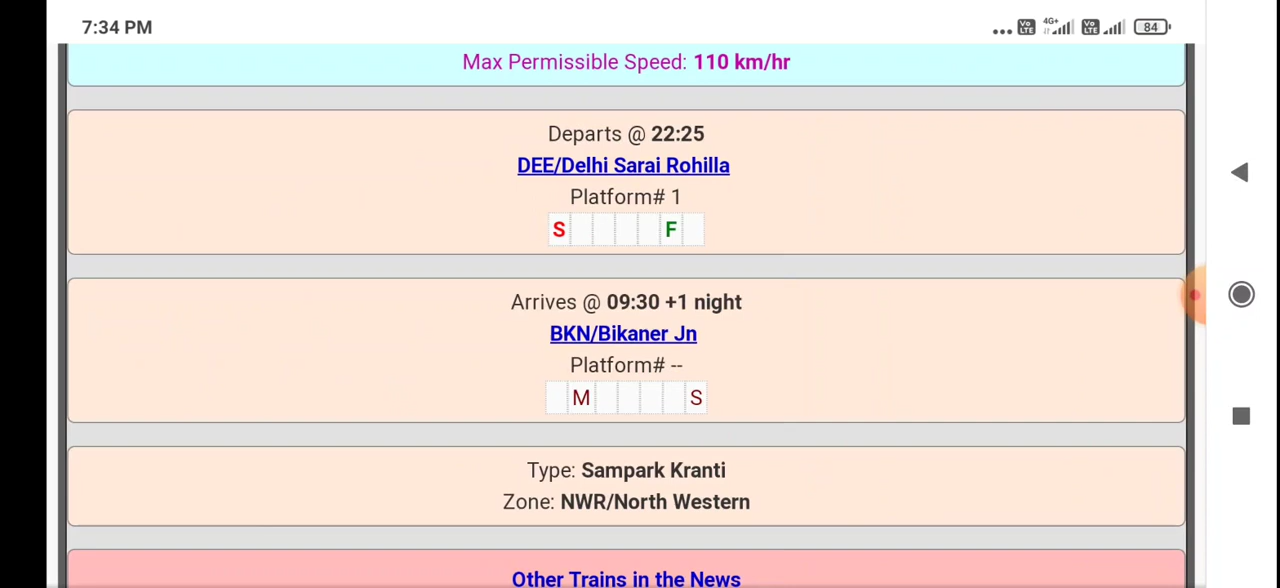 7:34 PM
4G+ 84
Max Permissible Speed: 110 km/hr
Departs @ 22:25
DEE/Delhi Sarai Rohilla
Platform# 1
S F
Arrives @ 09:30 +1 night
BKN/Bikaner Jn
Platform# --
M S
Type: Sampark Kranti
Zone: NWR/North Western
Other Trains in the News